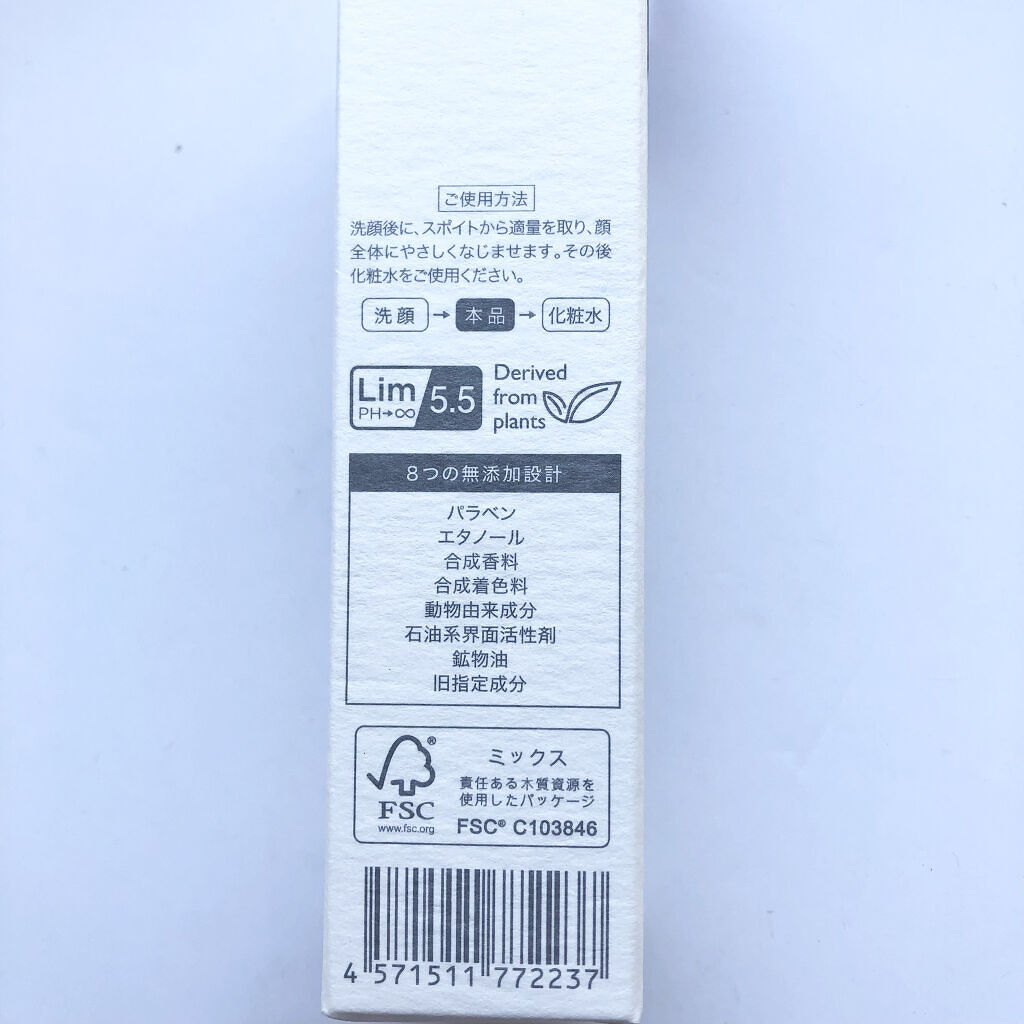 ご使用方法
洗顔後に、スポイトから適量を取り、顔
全体にやさしくなじませます。その後
化粧水をご使用ください。
洗顔→本品→化粧水
Lim
PH→∞
5.5
Derived
from
plants
8つの無添加設計
パラベン
エタノール
合成香料
合成着色料
動物由来成分
石油系界面活性剤
鉱物油
旧指定成分
®
FSC
www.fsc.org
ミックス
責任ある木質資源を
使用したパッケージ
FSC® C103846
4 571511 772237